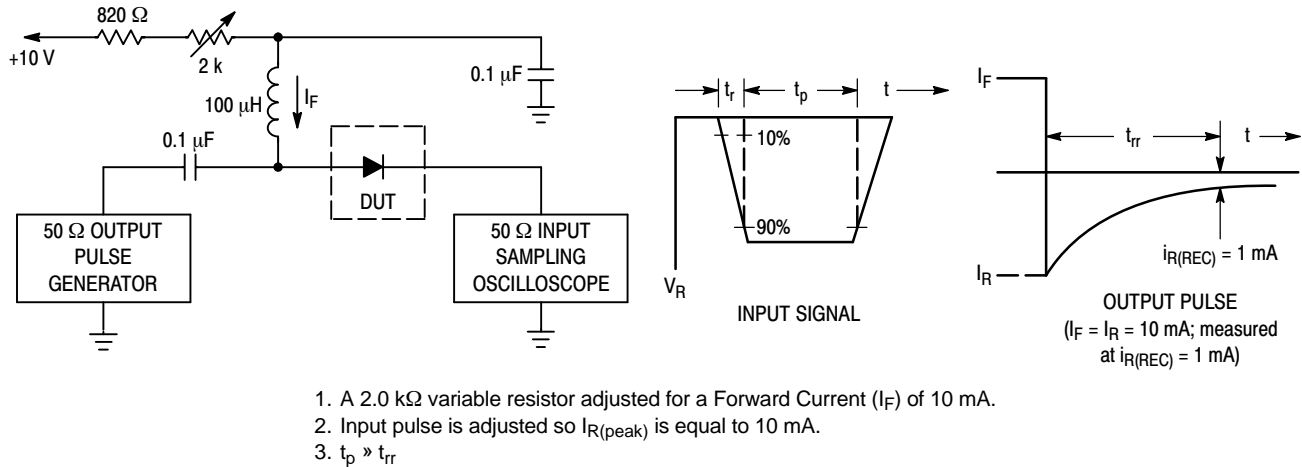 820 Ω
+10 V
2 k
0.1 μF
100 μH
I_F
0.1 μF
DUT
50 Ω OUTPUT
PULSE
GENERATOR
50 Ω INPUT
SAMPLING
OSCILLOSCOPE
t_r
t_p
t
10%
90%
V_R
INPUT SIGNAL
I_F
t_rr
t
i_R(REC) = 1 mA
I_R
OUTPUT PULSE
(I_F = I_R = 10 mA; measured
at i_R(REC) = 1 mA)
1. A 2.0 kΩ variable resistor adjusted for a Forward Current (I_F) of 10 mA.
2. Input pulse is adjusted so I_R(peak) is equal to 10 mA.
3. t_p » t_rr